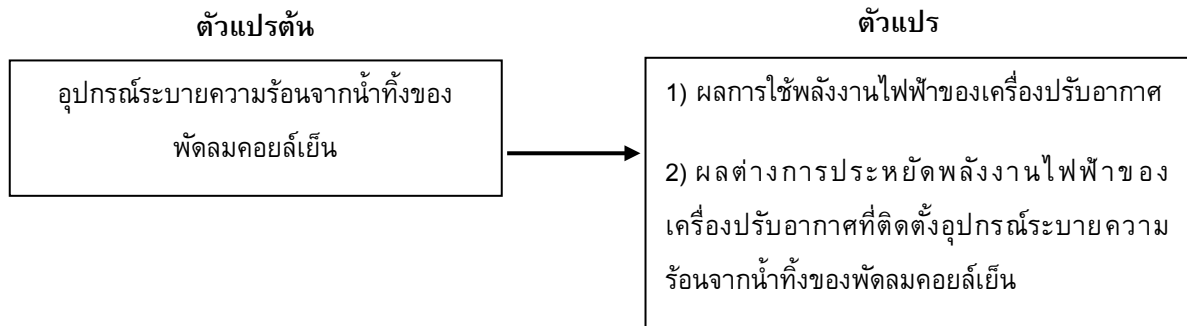 ตัวแปรต้น
อุปกรณ์ระบายความร้อนจากน้ำทิ้งของ
พัดลมคอยล์เย็น
ตัวแปร
1) ผลการใช้พลังงานไฟฟ้าของเครื่องปรับอากาศ
2) ผลต่างการประหยัดพลังงานไฟฟ้าของ
เครื่องปรับอากาศที่ติดตั้งอุปกรณ์ระบายความ
ร้อนจากน้ำทิ้งของพัดลมคอยล์เย็น